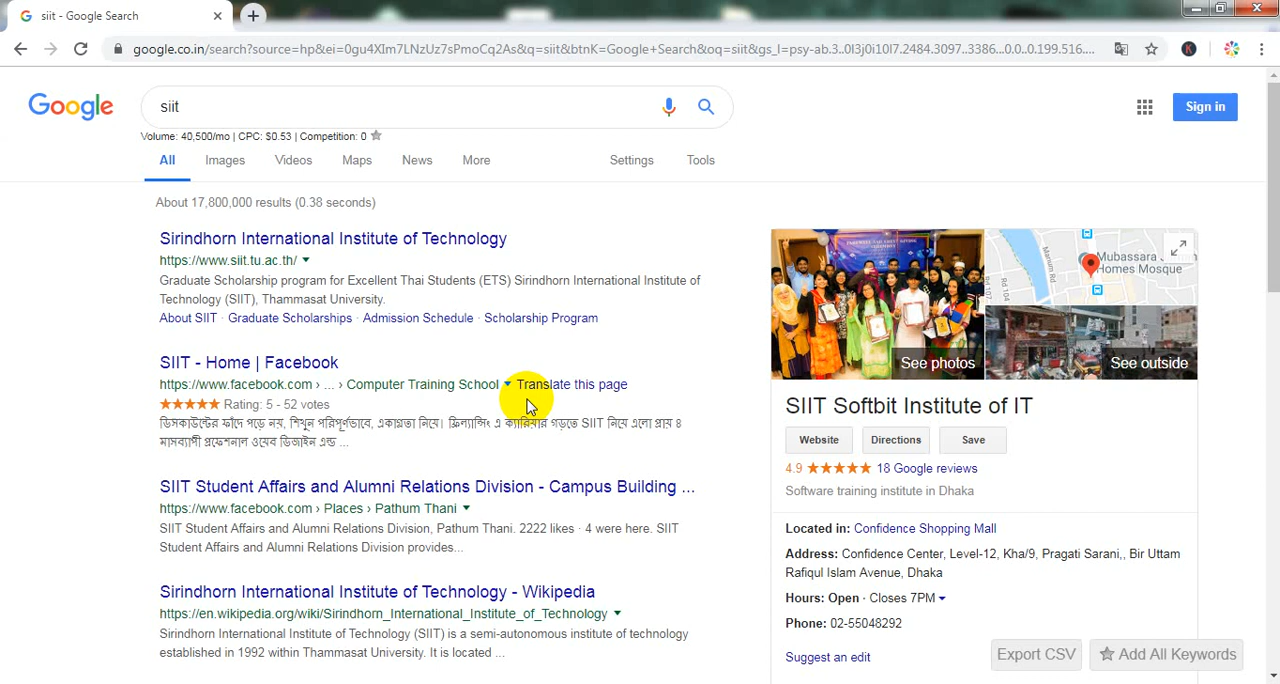 siit - Google Search
google.co.in/search?source=hp&ei=0gu4XIm7LNzUz7sPmoCq2As&q=siit&btnK=Google+Search&oq=siit&gs_l=psy-ab.3..0l3j0i10l7.2484.3097..3386...0.0..0.199.516....
Google
siit
Sign in
Volume: 40,500/mo | CPC: $0.53 | Competition: 0
All Images Videos Maps News More Settings Tools
About 17,800,000 results (0.38 seconds)
Sirindhorn International Institute of Technology
https://www.siit.tu.ac.th/
Graduate Scholarship program for Excellent Thai Students (ETS) Sirindhorn International Institute of
Technology (SIIT), Thammasat University.
About SIIT · Graduate Scholarships · Admission Schedule · Scholarship Program
SIIT - Home | Facebook
https://www.facebook.com › ... › Computer Training School Translate this page
Rating: 5 - 52 votes
ডিসকাউন্টের ফাঁদে পড়ে নয়, শিখুন পরিপূর্ণভাবে, একাগ্রতা নিয়ে। ফ্রিল্যান্সিং এ ক্যারিয়ার গড়তে SIIT নিয়ে এলো প্রায় ৪
মাসব্যাপী প্রফেশনাল ওয়েব ডিজাইন এন্ড ...
SIIT Student Affairs and Alumni Relations Division - Campus Building ...
https://www.facebook.com › Places › Pathum Thani
SIIT Student Affairs and Alumni Relations Division, Pathum Thani. 2222 likes · 4 were here. SIIT
Student Affairs and Alumni Relations Division provides...
Sirindhorn International Institute of Technology - Wikipedia
https://en.wikipedia.org/wiki/Sirindhorn_International_Institute_of_Technology
Sirindhorn International Institute of Technology (SIIT) is a semi-autonomous institute of technology
established in 1992 within Thammasat University. It is located ...
Mubassara
Homes Mosque
Manum Rd
Rd 104
See photos
See outside
SIIT Softbit Institute of IT
Website Directions Save
4.9 18 Google reviews
Software training institute in Dhaka
Located in: Confidence Shopping Mall
Address: Confidence Center, Level-12, Kha/9, Pragati Sarani,, Bir Uttam
Rafiqul Islam Avenue, Dhaka
Hours: Open · Closes 7PM
Phone: 02-55048292
Suggest an edit
Export CSV
Add All Keywords